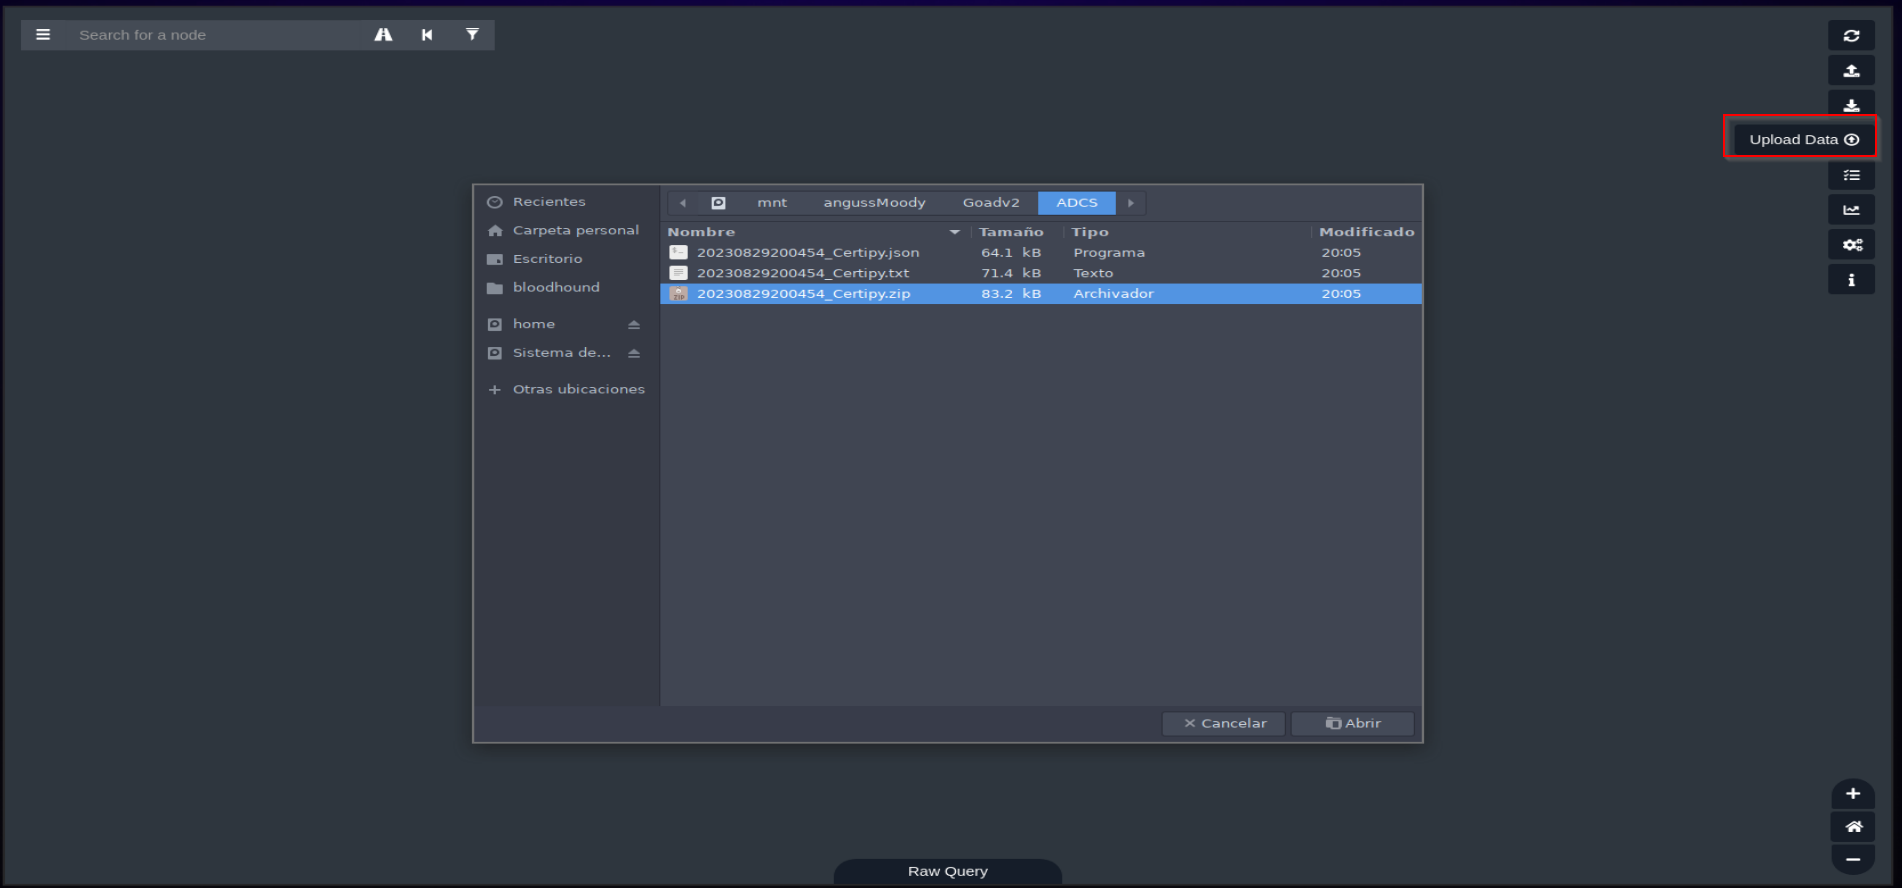 Search for a node
Upload Data
Recientes
Carpeta personal
Escritorio
bloodhound
home
Sistema de...
Otras ubicaciones
mnt angussMoody Goadv2 ADCS
Nombre Tamaño Tipo Modificado
20230829200454_Certipy.json 64.1 kB Programa 20:05
20230829200454_Certipy.txt 71.4 kB Texto 20:05
20230829200454_Certipy.zip 83.2 kB Archivador 20:05
Cancelar Abrir
Raw Query